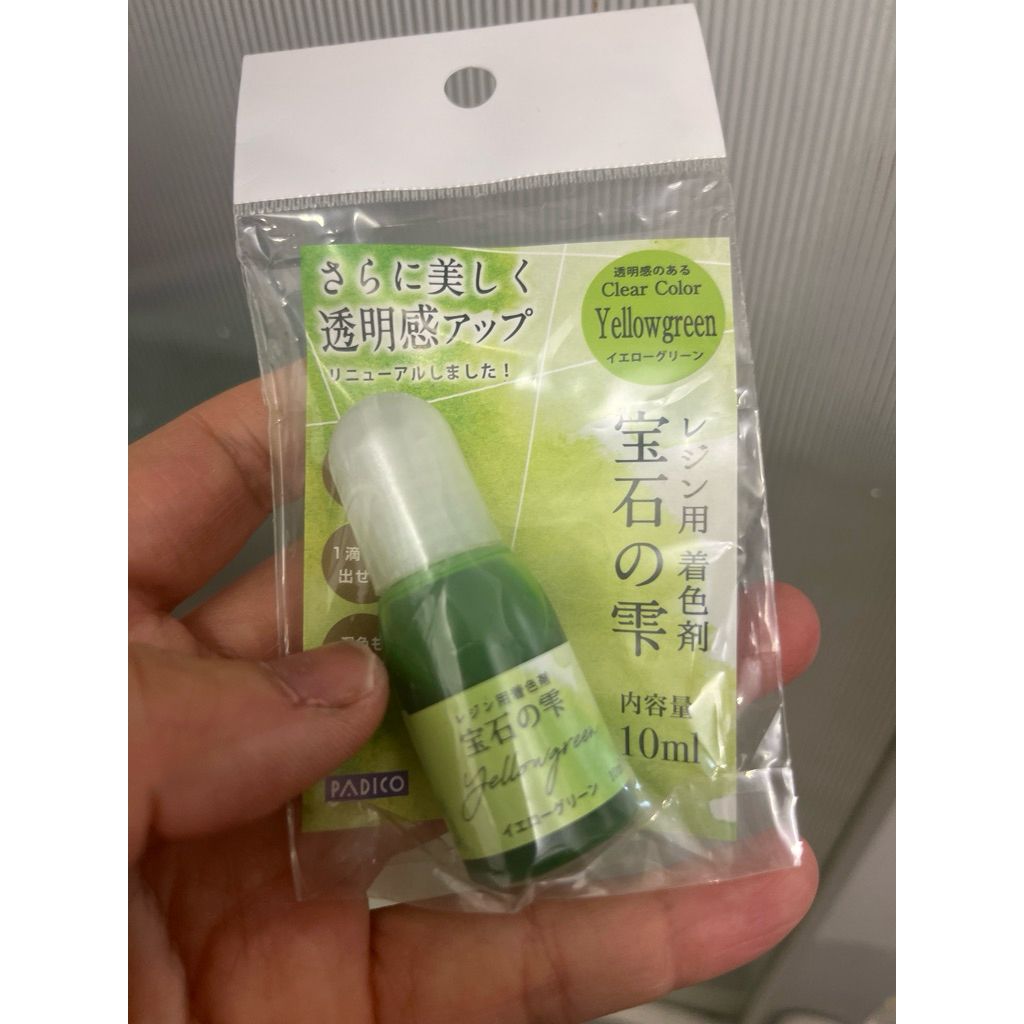 さらに美しく
透明感アップ
リニューアルしました！
透明感のある
Clear Color
Yellowgreen
イエローグリーン
レジン用 着色剤
宝石の雫
内容量
10ml
1滴
出せ
PADICO
レジン用着色剤
宝石の雫
Yellowgreen
イエローグリーン